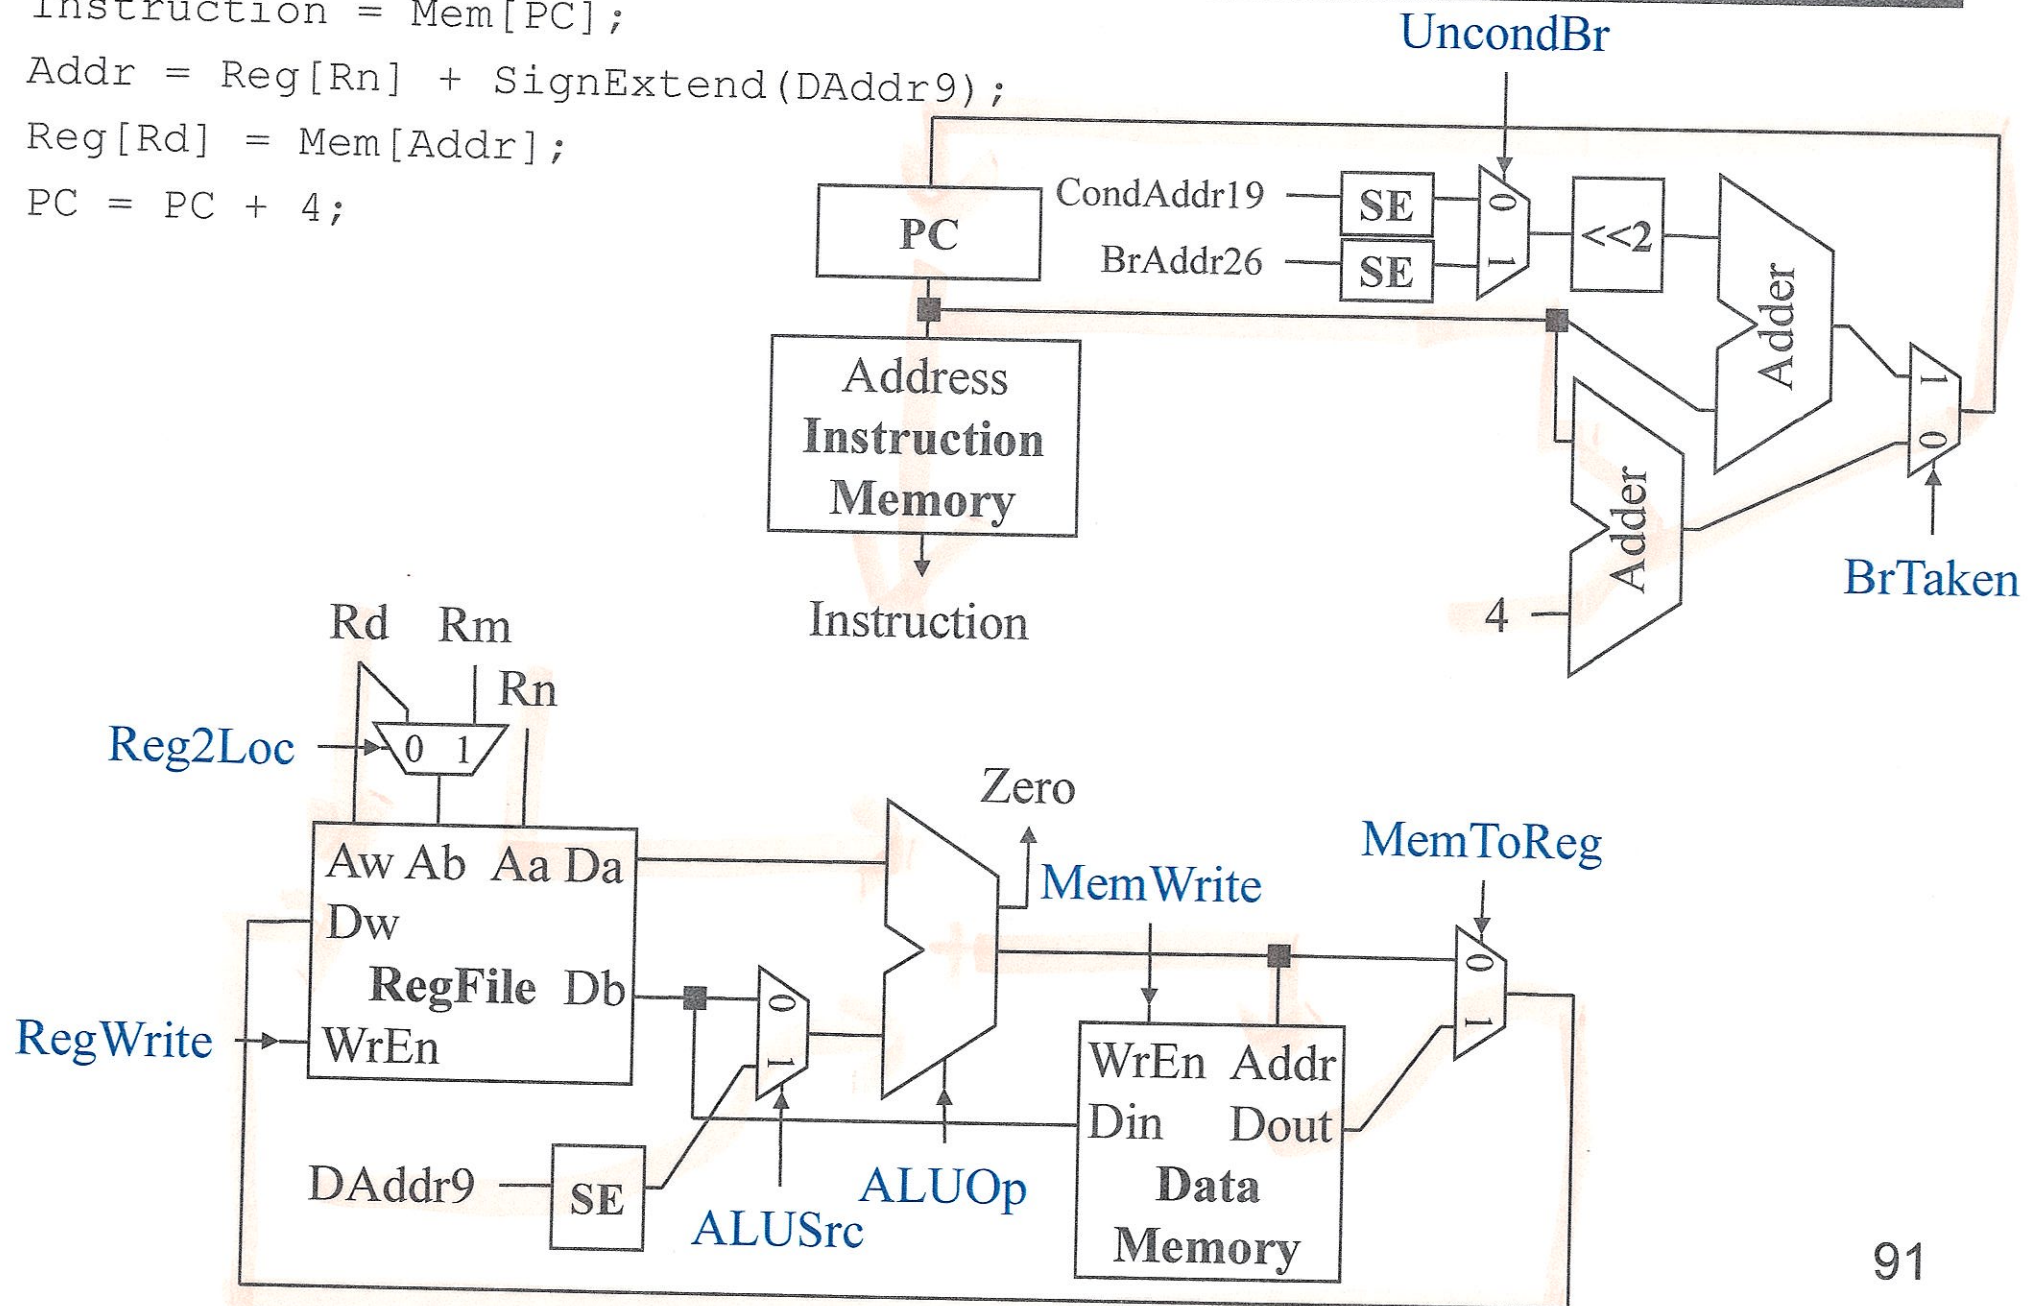 Instruction = Mem[PC];
Addr = Reg[Rn] + SignExtend(DAddr9);
Reg[Rd] = Mem[Addr];
PC = PC + 4;
UncondBr
CondAddr19
SE
0
BrAddr26
SE
1
<<2
PC
Adder
1
0
Address
Instruction
Memory
Adder
4
BrTaken
Instruction
Rd
Rm
Rn
Reg2Loc
0 1
Zero
MemWrite
MemToReg
Aw Ab Aa Da
Dw
RegFile Db
RegWrite
WrEn
0
1
+
0
1
WrEn Addr
Din Dout
Data
Memory
DAddr9
SE
ALUSrc
ALUOp
91